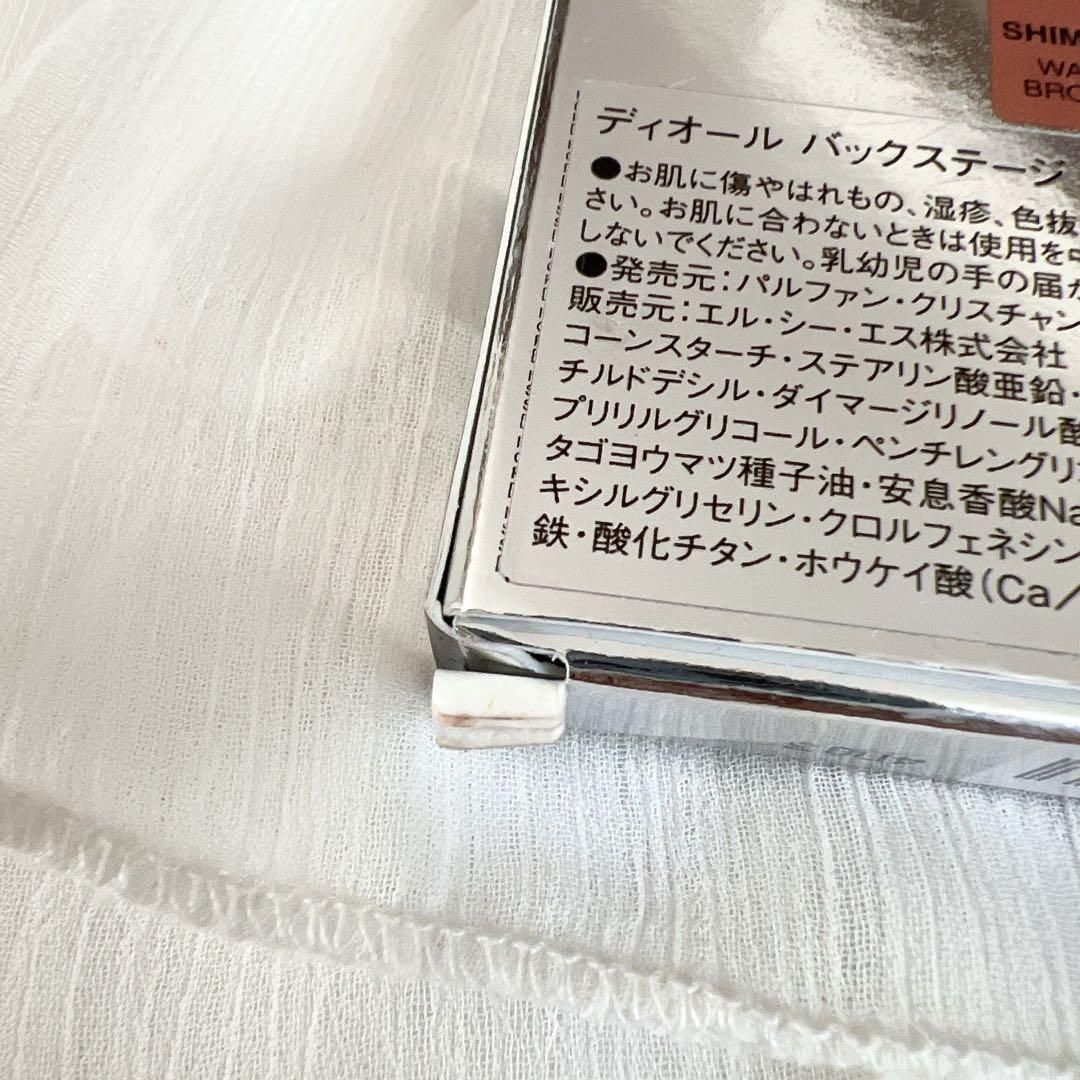 SHIM
WA
BRO
ディオール バックステージ
●お肌に傷やはれもの、湿疹、色抜
さい。お肌に合わないときは使用を中
しないでください。乳幼児の手の届か
●発売元：パルファン・クリスチャン
販売元：エル・シー・エス株式会社
コーンスターチ・ステアリン酸亜鉛・
チルドデシル・ダイマージリノール酸
プリリルグリコール・ペンチレングリ
タゴヨウマツ種子油・安息香酸Na
キシルグリセリン・クロルフェネシン
鉄・酸化チタン・ホウケイ酸（Ca／